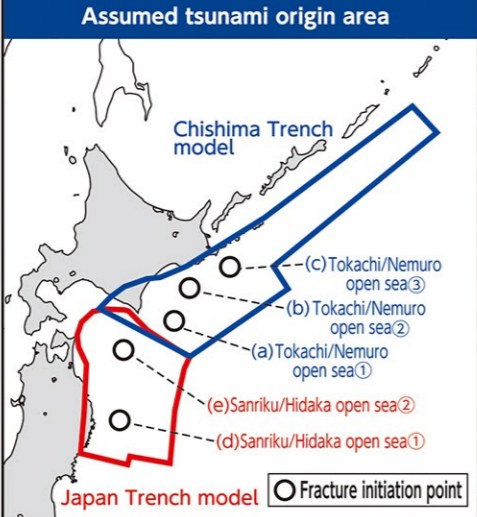 Assumed tsunami origin area
Chishima Trench
model
(c)Tokachi/Nemuro
open sea③
(b)Tokachi/Nemuro
open sea②
(a)Tokachi/Nemuro
open sea①
(e)Sanriku/Hidaka open sea②
(d)Sanriku/Hidaka open sea①
Japan Trench model
Fracture initiation point